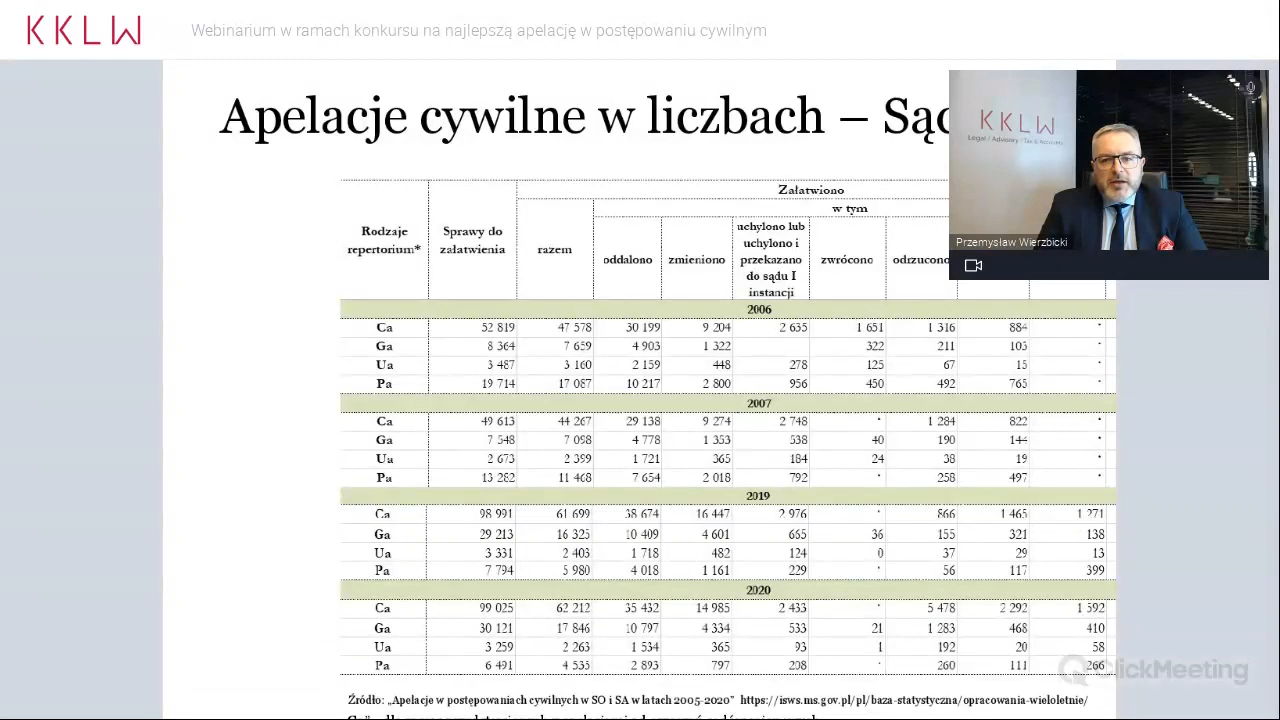 KKLW
Webinarium w ramach konkursu na najlepszą apelację w postępowaniu cywilnym
Apelacje cywilne w liczbach – Sąd
KKLW
Legal / Advisory / Tax & Accounts
Przemysław Wierzbicki
Załatwiono
w tym
Rodzaje repertorium* Sprawy do załatwienia razem oddalono zmieniono uchylono lub uchylono i przekazano do sądu I instancji zwrócono odrzucono
2006
Ca 52 819 47 578 30 199 9 204 2 635 1 651 1 316 884 .
Ga 8 364 7 659 4 903 1 322 322 211 103 .
Ua 3 487 3 160 2 159 448 278 125 67 15 .
Pa 19 714 17 087 10 217 2 800 956 450 492 765 .
2007
Ca 49 613 44 267 29 138 9 274 2 748 . 1 284 822 .
Ga 7 548 7 098 4 778 1 353 538 40 190 144 .
Ua 2 673 2 399 1 721 365 184 24 38 19 .
Pa 13 282 11 468 7 654 2 018 792 . 258 497 .
2019
Ca 98 991 61 699 38 674 16 447 2 976 . 866 1 465 1 271
Ga 29 213 16 325 10 409 4 601 665 36 155 321 138
Ua 3 331 2 403 1 718 482 124 0 37 29 13
Pa 7 794 5 980 4 018 1 161 229 . 56 117 399
2020
Ca 99 025 62 212 35 432 14 985 2 433 . 5 478 2 292 1 592
Ga 30 121 17 846 10 797 4 334 533 21 1 283 468 410
Ua 3 259 2 263 1 534 365 93 1 192 20 58
Pa 6 491 4 535 2 893 797 208 . 260 111 266
ClickMeeting
Źródło: „Apelacje w postępowaniach cywilnych w SO i SA w latach 2005-2020” https://isws.ms.gov.pl/pl/baza-statystyczna/opracowania-wieloletnie/